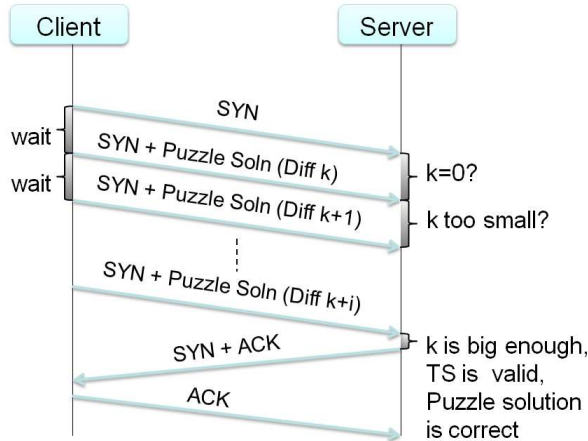 Client
Server
SYN
wait
SYN + Puzzle Soln (Diff k)
k=0?
wait
SYN + Puzzle Soln (Diff k+1)
k too small?
SYN + Puzzle Soln (Diff k+i)
SYN + ACK
k is big enough,
TS is valid,
Puzzle solution
is correct
ACK